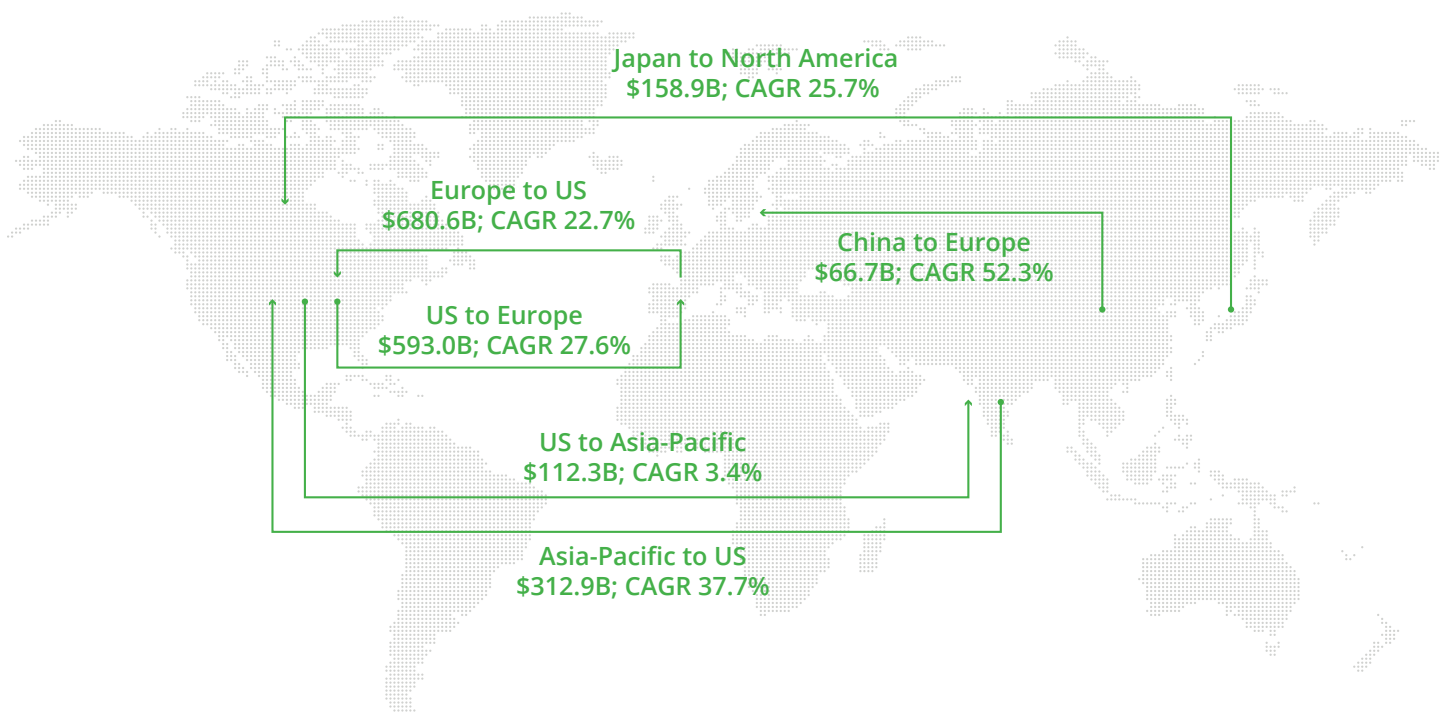 Japan to North America
$158.9B; CAGR 25.7%
Europe to US
$680.6B; CAGR 22.7%
China to Europe
$66.7B; CAGR 52.3%
US to Europe
$593.0B; CAGR 27.6%
US to Asia-Pacific
$112.3B; CAGR 3.4%
Asia-Pacific to US
$312.9B; CAGR 37.7%